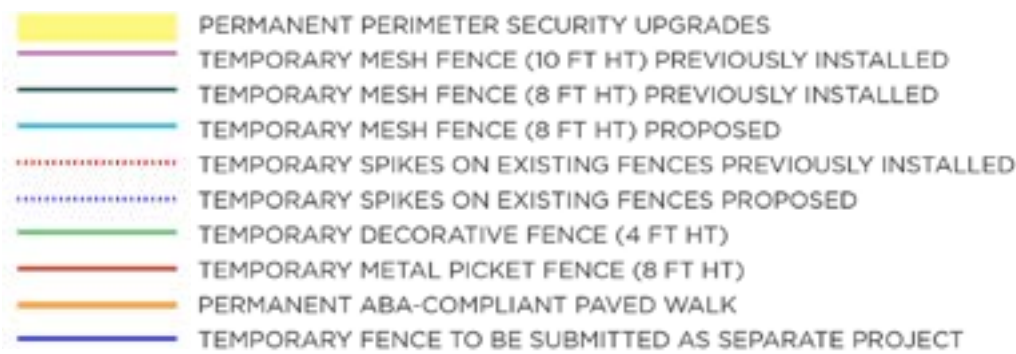 PERMANENT PERIMETER SECURITY UPGRADES
TEMPORARY MESH FENCE (10 FT HT) PREVIOUSLY INSTALLED
TEMPORARY MESH FENCE (8 FT HT) PREVIOUSLY INSTALLED
TEMPORARY MESH FENCE (8 FT HT) PROPOSED
TEMPORARY SPIKES ON EXISTING FENCES PREVIOUSLY INSTALLED
TEMPORARY SPIKES ON EXISTING FENCES PROPOSED
TEMPORARY DECORATIVE FENCE (4 FT HT)
TEMPORARY METAL PICKET FENCE (8 FT HT)
PERMANENT ABA-COMPLIANT PAVED WALK
TEMPORARY FENCE TO BE SUBMITTED AS SEPARATE PROJECT